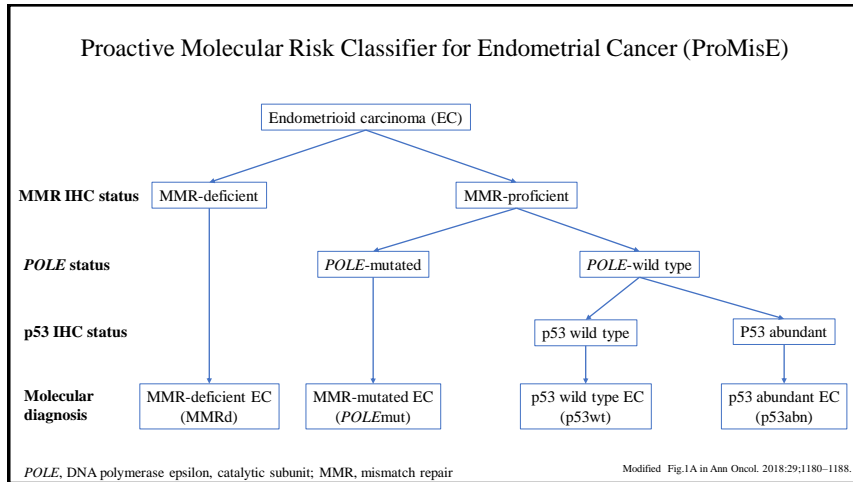 Proactive Molecular Risk Classifier for Endometrial Cancer (ProMisE)
Endometrioid carcinoma (EC)
MMR IHC status
MMR-deficient
MMR-proficient
POLE status
POLE-mutated
POLE-wild type
p53 IHC status
p53 wild type
P53 abundant
Molecular
diagnosis
MMR-deficient EC
(MMRd)
MMR-mutated EC
(POLEmut)
p53 wild type EC
(p53wt)
p53 abundant EC
(p53abn)
POLE, DNA polymerase epsilon, catalytic subunit; MMR, mismatch repair
Modified Fig.1A in Ann Oncol. 2018:29;1180–1188.